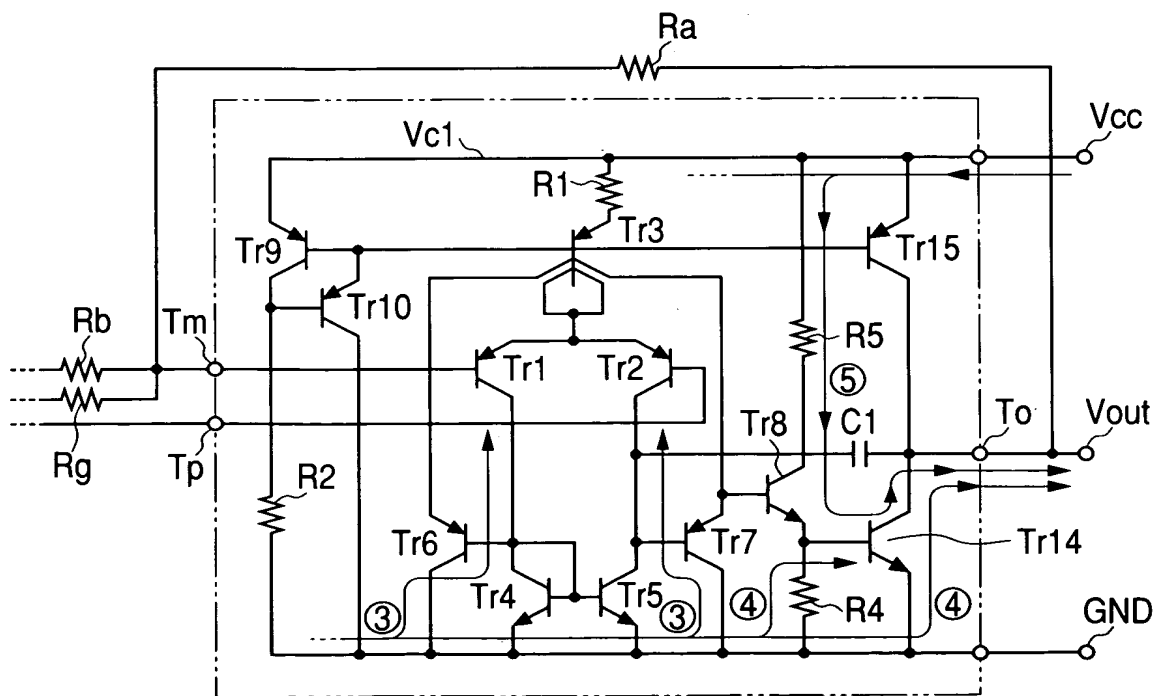 Ra
Vcc
Vc1
R1
Tr3
Tr9
Tr15
Tr10
Rb
Tm
R5
Tr1
Tr2
⑤
Rg
Tp
C1
To
Vout
Tr8
R2
Tr6
Tr7
Tr14
Tr4
Tr5
R4
③
③
④
④
GND